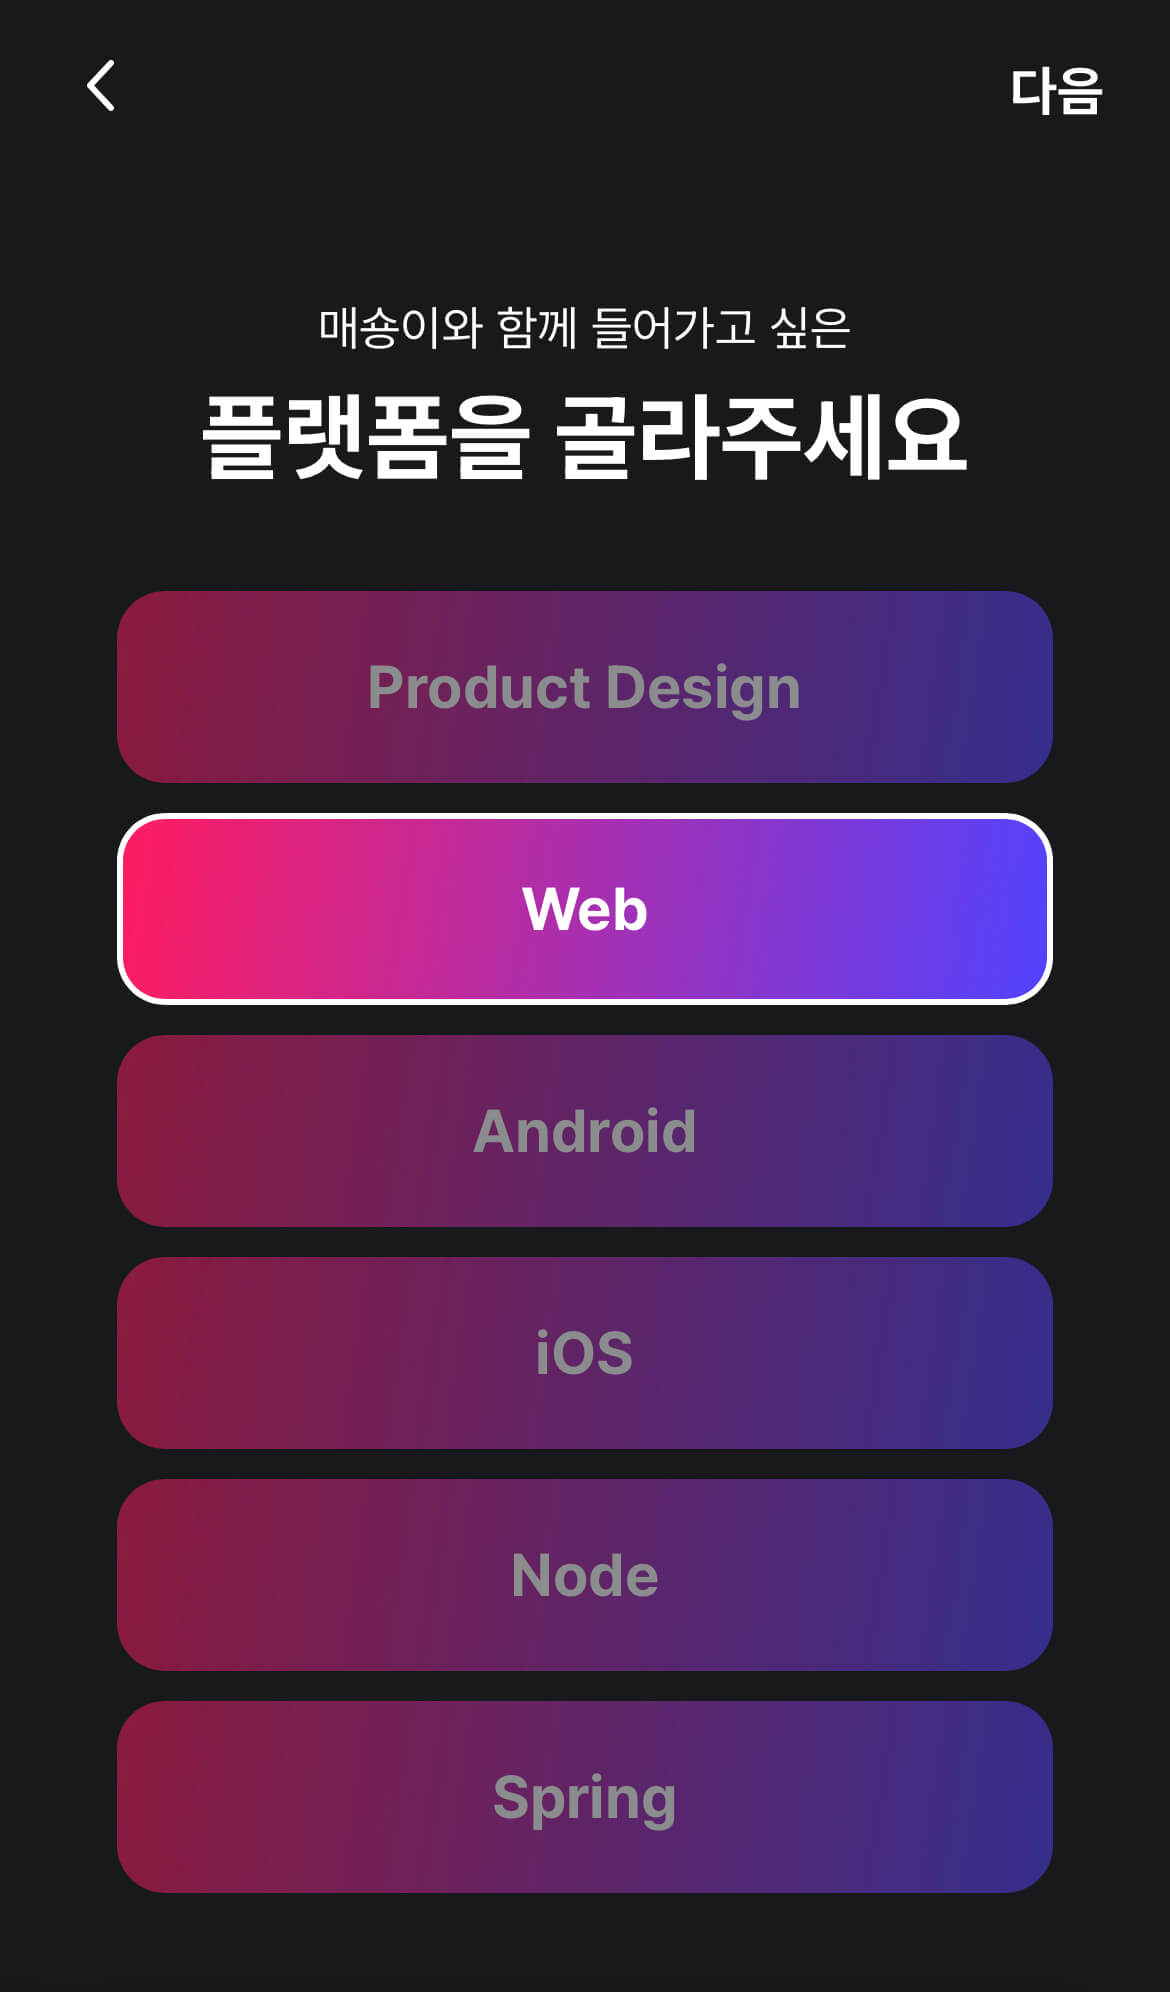 다음
매숑이와 함께 들어가고 싶은
플랫폼을 골라주세요
Product Design
Web
Android
iOS
Node
Spring